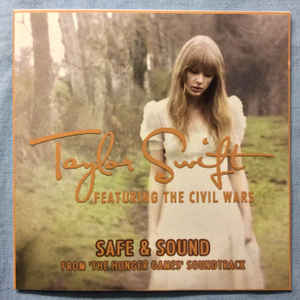 Taylor Swift
FEATURING THE CIVIL WARS
SAFE & SOUND
FROM 'THE HUNGER GAMES' SOUNDTRACK